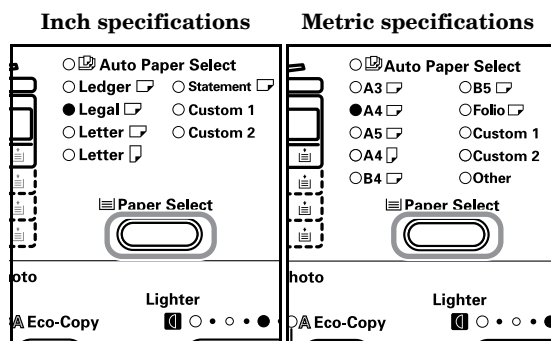 Inch specifications
Auto Paper Select
Ledger
Statement
Legal
Custom 1
Letter
Custom 2
Letter
Paper Select
oto
Lighter
A Eco-Copy
Metric specifications
Auto Paper Select
A3
B5
A4
Folio
A5
Custom 1
A4
Custom 2
B4
Other
Paper Select
hoto
Lighter
A Eco-Copy